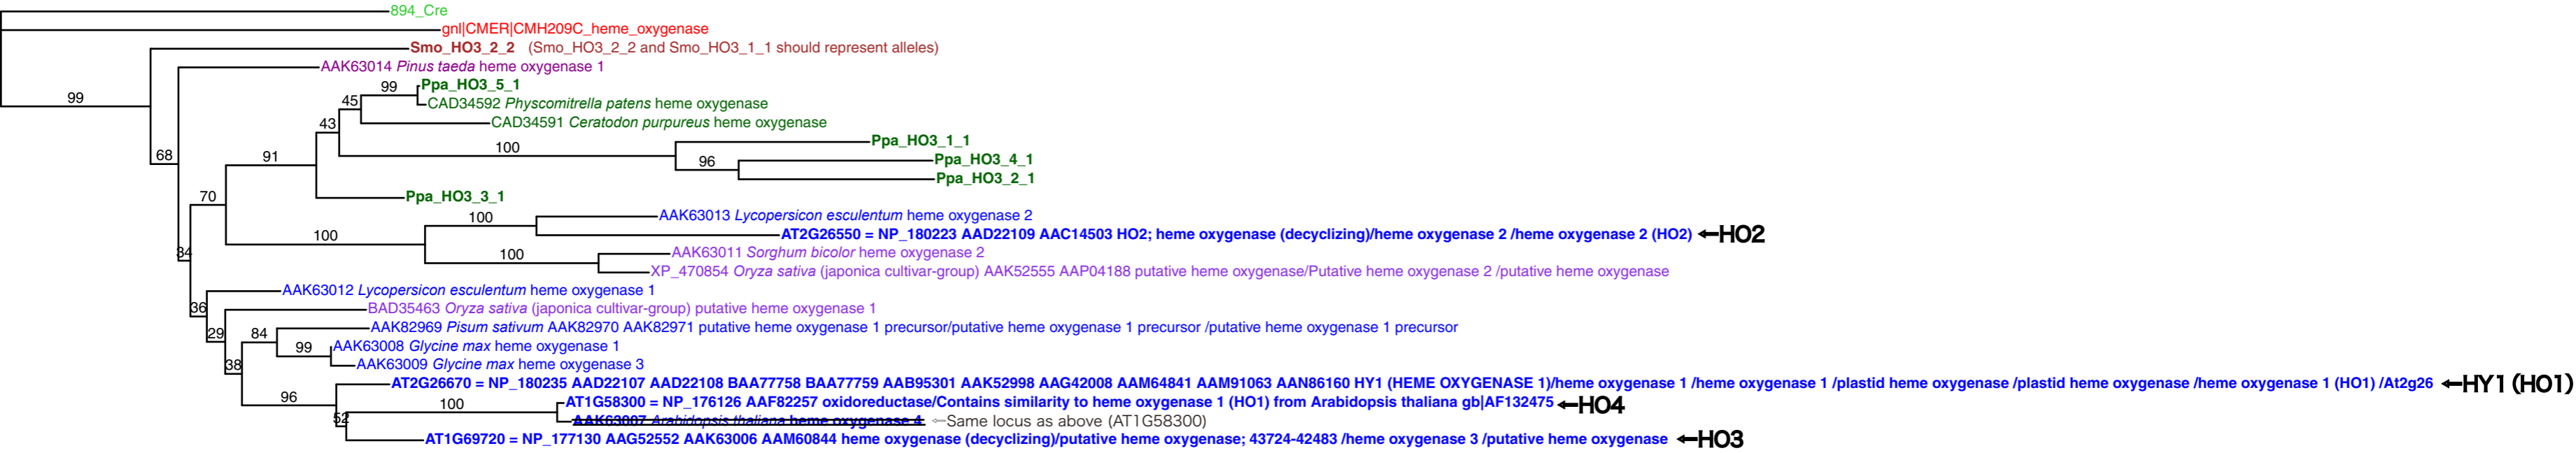 894_Cre
gnl|CMER|CMH209C_heme_oxygenase
99
Smo_HO3_2_2 (Smo_HO3_2_2 and Smo_HO3_1_1 should represent alleles)
AAK63014 Pinus taeda heme oxygenase 1
99 Ppa_HO3_5_1
45 CAD34592 Physcomitrella patens heme oxygenase
43 CAD34591 Ceratodon purpureus heme oxygenase
Ppa_HO3_1_1
68 91 100
96 Ppa_HO3_4_1
Ppa_HO3_2_1
70 Ppa_HO3_3_1
100 AAK63013 Lycopersicon esculentum heme oxygenase 2
100 AT2G26550 = NP_180223 AAD22109 AAC14503 HO2; heme oxygenase (decyclizing)/heme oxygenase 2 /heme oxygenase 2 (HO2) ←HO2
34 100 AAK63011 Sorghum bicolor heme oxygenase 2
XP_470854 Oryza sativa (japonica cultivar-group) AAK52555 AAP04188 putative heme oxygenase/Putative heme oxygenase 2 /putative heme oxygenase
AAK63012 Lycopersicon esculentum heme oxygenase 1
36 BAD35463 Oryza sativa (japonica cultivar-group) putative heme oxygenase 1
29 84 AAK82969 Pisum sativum AAK82970 AAK82971 putative heme oxygenase 1 precursor/putative heme oxygenase 1 precursor /putative heme oxygenase 1 precursor
99 AAK63008 Glycine max heme oxygenase 1
38 AAK63009 Glycine max heme oxygenase 3
AT2G26670 = NP_180235 AAD22107 AAD22108 BAA77758 BAA77759 AAB95301 AAK52998 AAG42008 AAM64841 AAM91063 AAN86160 HY1 (HEME OXYGENASE 1)/heme oxygenase 1 /heme oxygenase 1 /plastid heme oxygenase /plastid heme oxygenase /heme oxygenase 1 (HO1) /At2g26 ←HY1 (HO1)
96 100 AT1G58300 = NP_176126 AAF82257 oxidoreductase/Contains similarity to heme oxygenase 1 (HO1) from Arabidopsis thaliana gb|AF132475 ←HO4
52 AAK63007 Arabidopsis thaliana heme oxygenase 4 ←Same locus as above (AT1G58300)
AT1G69720 = NP_177130 AAG52552 AAK63006 AAM60844 heme oxygenase (decyclizing)/putative heme oxygenase; 43724-42483 /heme oxygenase 3 /putative heme oxygenase ←HO3